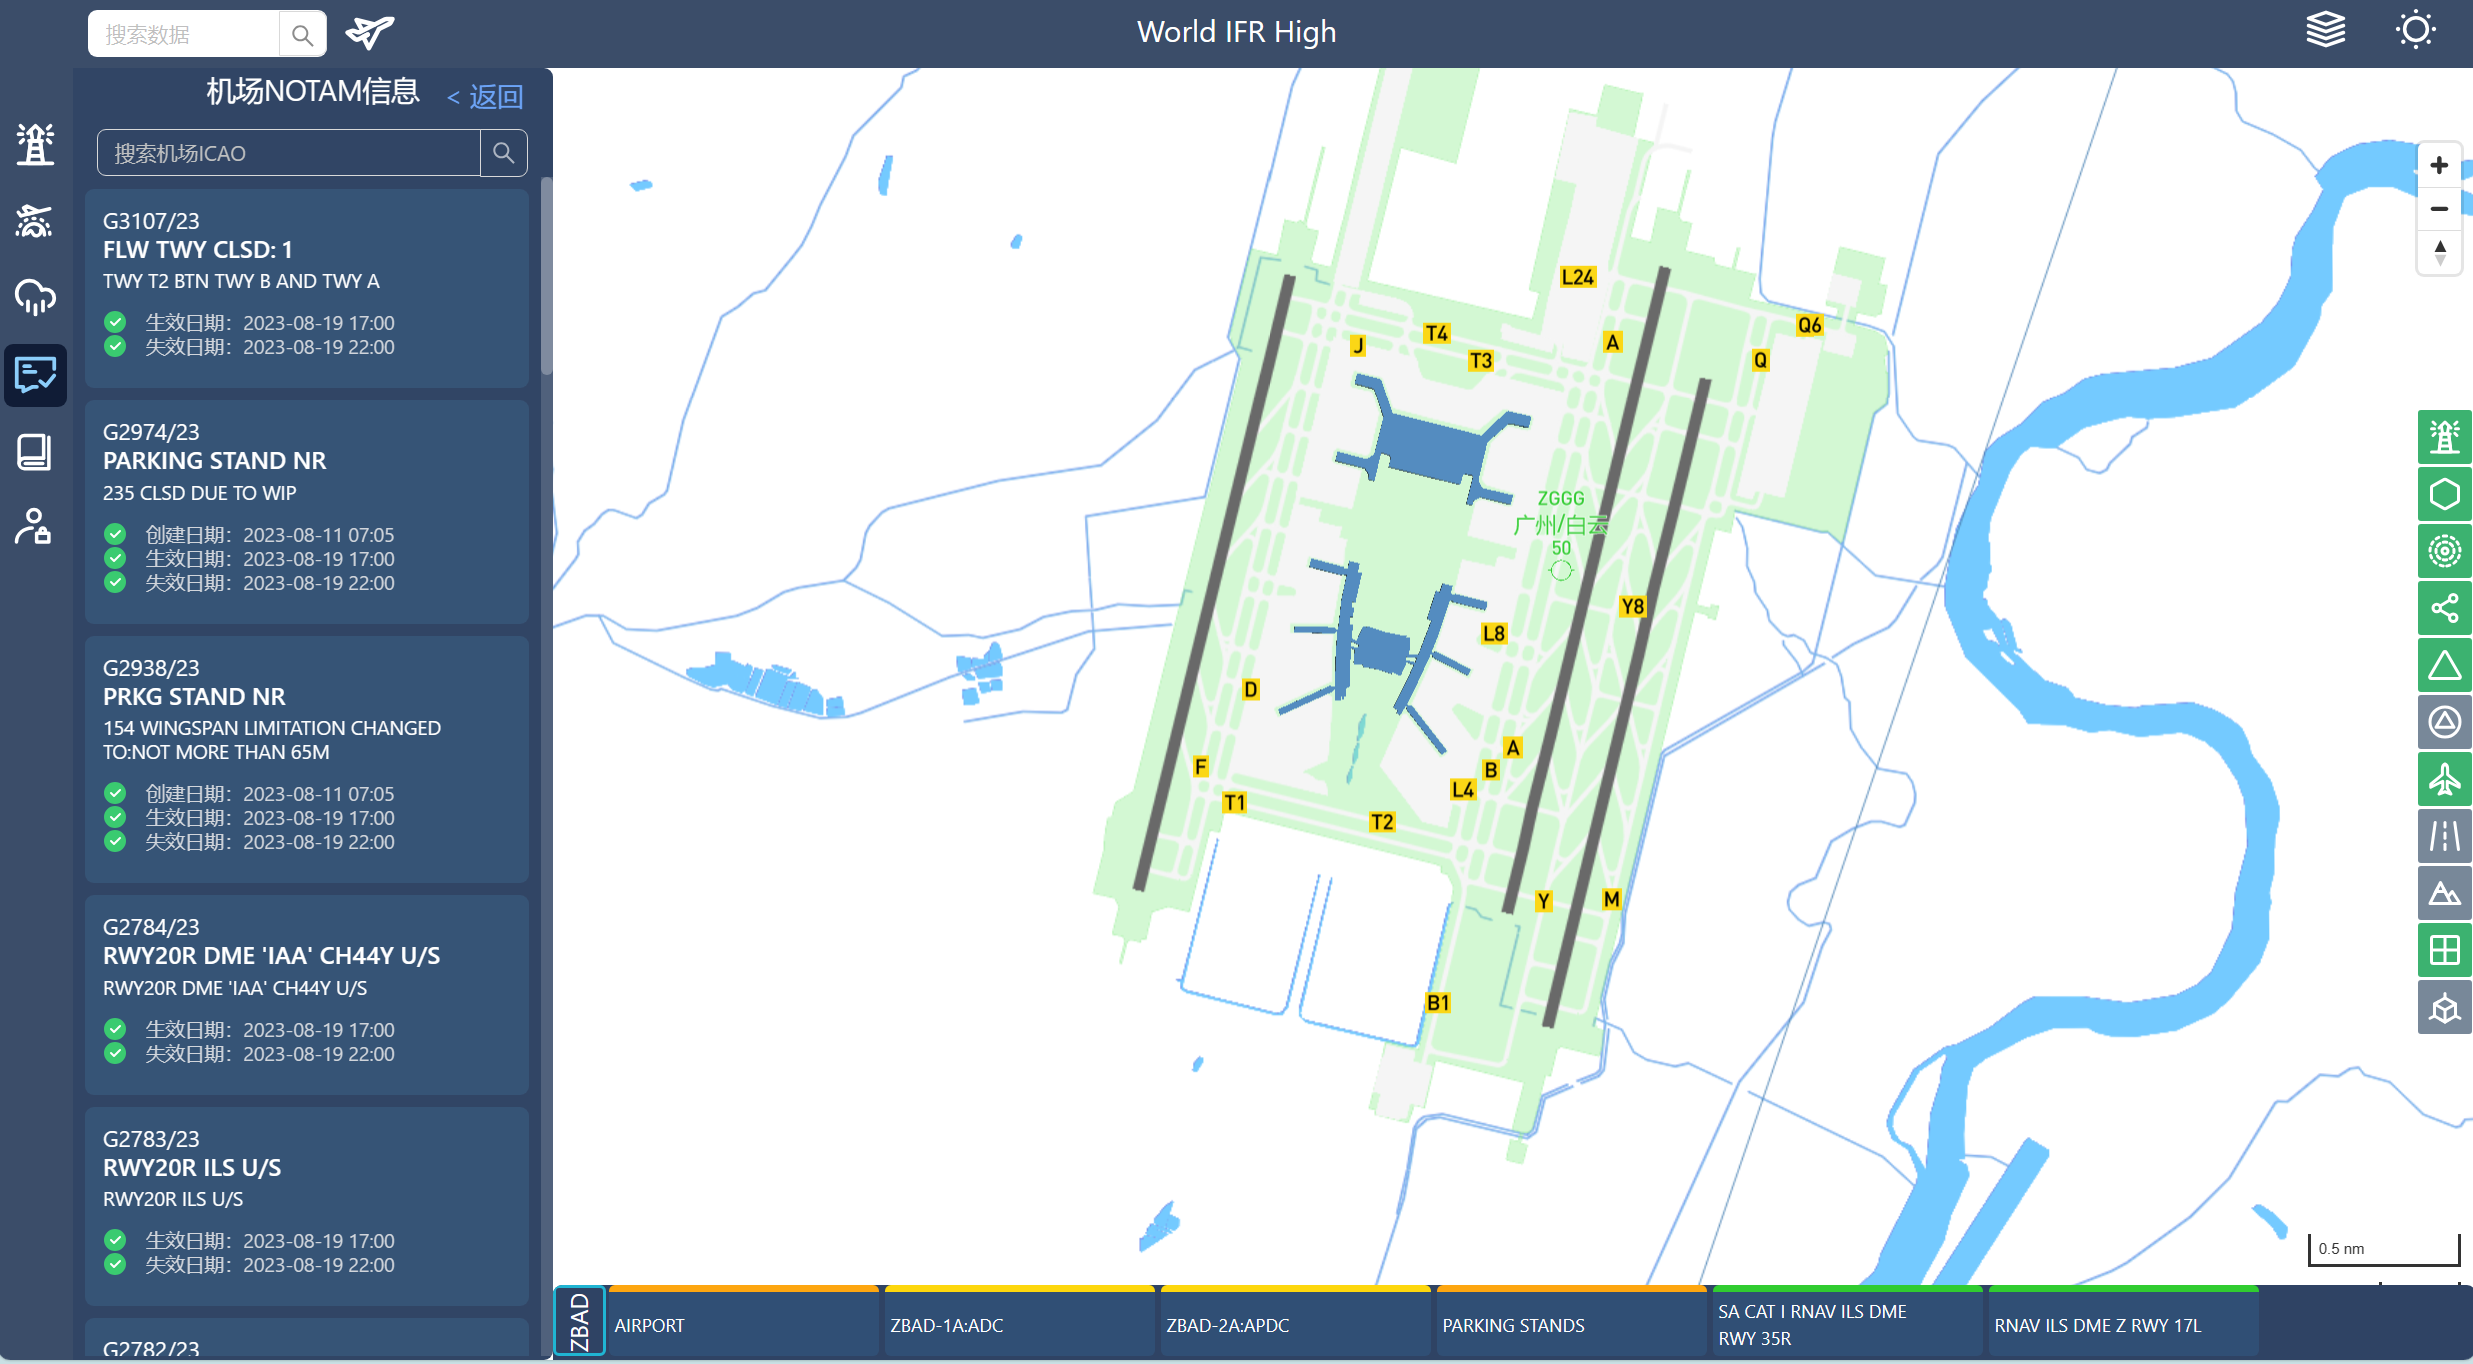 搜索数据
World IFR High
机场NOTAM信息
< 返回
搜索机场ICAO
G3107/23
FLW TWY CLSD: 1
TWY T2 BTN TWY B AND TWY A
生效日期：2023-08-19 17:00
失效日期：2023-08-19 22:00
G2974/23
PARKING STAND NR
235 CLSD DUE TO WIP
创建日期：2023-08-11 07:05
生效日期：2023-08-19 17:00
失效日期：2023-08-19 22:00
G2938/23
PRKG STAND NR
154 WINGSPAN LIMITATION CHANGED
TO:NOT MORE THAN 65M
创建日期：2023-08-11 07:05
生效日期：2023-08-19 17:00
失效日期：2023-08-19 22:00
G2784/23
RWY20R DME 'IAA' CH44Y U/S
RWY20R DME 'IAA' CH44Y U/S
生效日期：2023-08-19 17:00
失效日期：2023-08-19 22:00
G2783/23
RWY20R ILS U/S
RWY20R ILS U/S
生效日期：2023-08-19 17:00
失效日期：2023-08-19 22:00
G2782/23
L24
Q6
T4
A
J
T3
Q
ZGGG
广州/白云
50
Y8
L8
D
A
F
B
L4
T1
T2
Y
M
B1
0.5 nm
ZBAD
AIRPORT
ZBAD-1A:ADC
ZBAD-2A:APDC
PARKING STANDS
SA CAT I RNAV ILS DME
RWY 35R
RNAV ILS DME Z RWY 17L